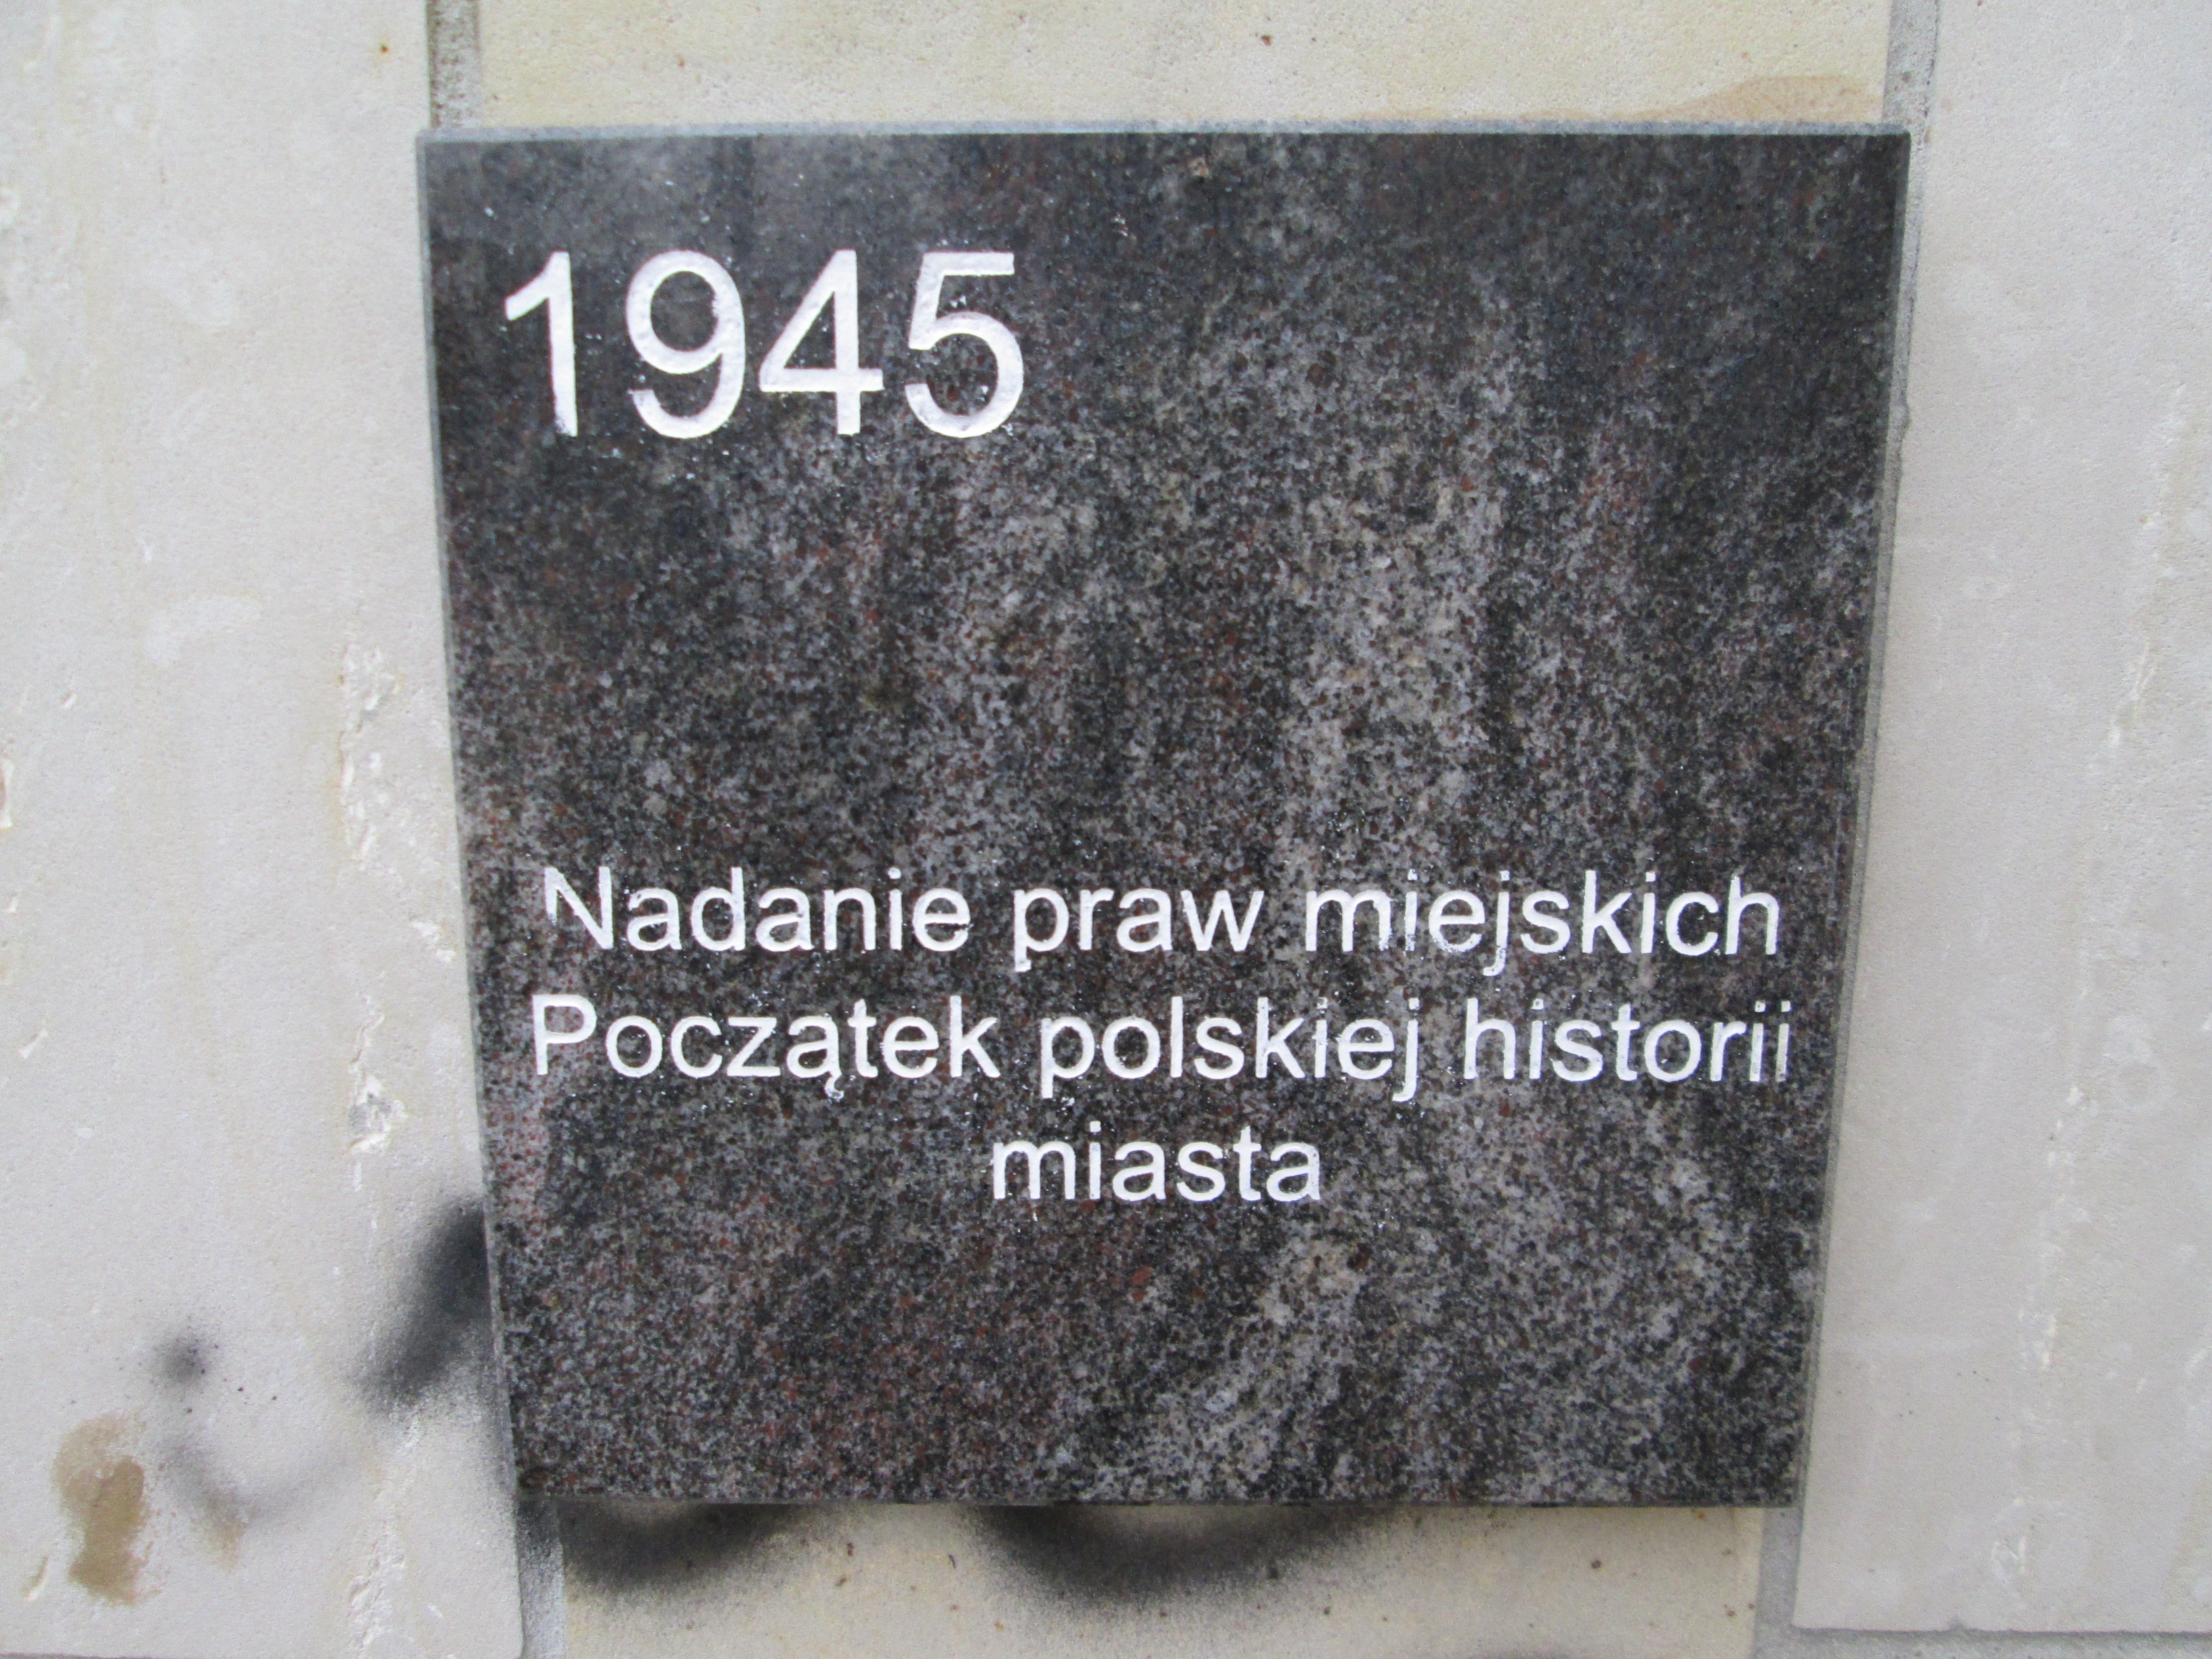 1945
Nadanie praw miejskich
Początek polskiej historii
miasta